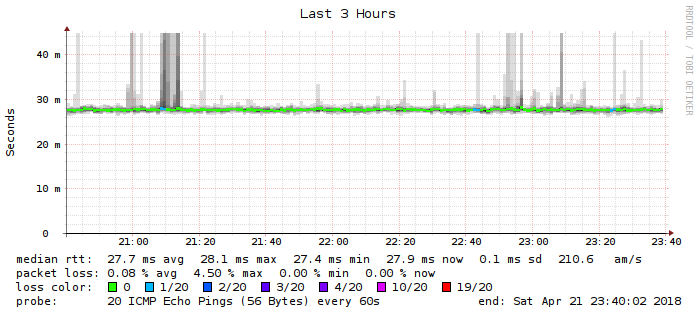 Last 3 Hours
RRDTOOL / TOBI OETIKER
Seconds
40 m
30 m
20 m
10 m
0
21:00 21:20 21:40 22:00 22:20 22:40 23:00 23:20 23:40
median rtt: 27.7 ms avg 28.1 ms max 27.4 ms min 27.9 ms now 0.1 ms sd 210.6 am/s
packet loss: 0.08 % avg 4.50 % max 0.00 % min 0.00 % now
loss color: 0 1/20 2/20 3/20 4/20 10/20 19/20
probe: 20 ICMP Echo Pings (56 Bytes) every 60s end: Sat Apr 21 23:40:02 2018